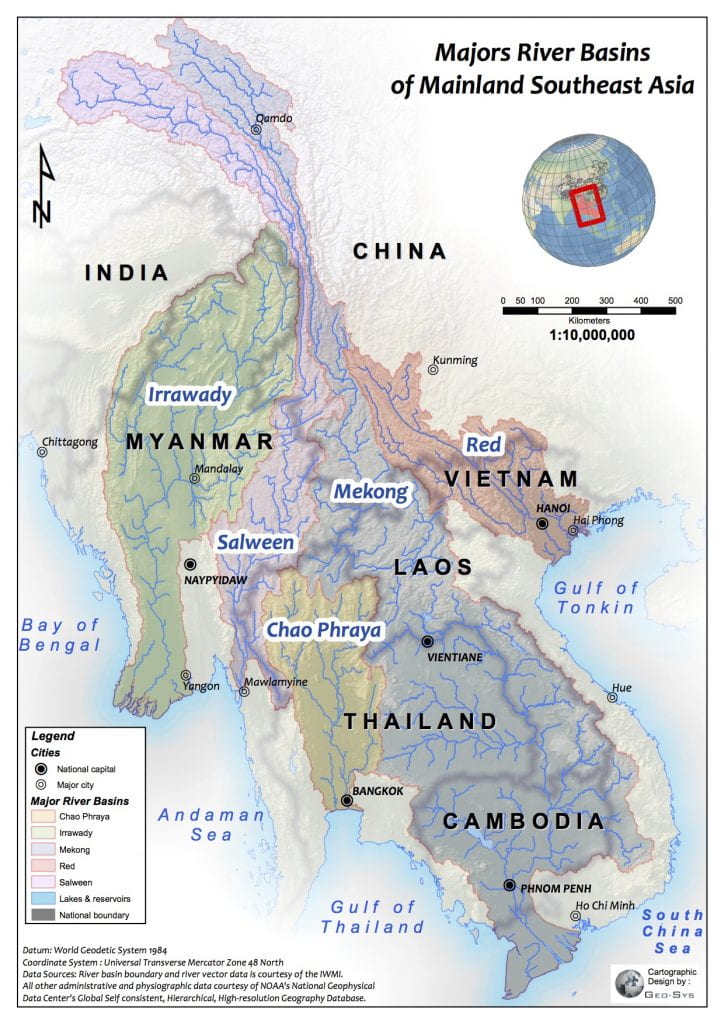 Majors River Basins
of Mainland Southeast Asia
Qamdo
N
CHINA
INDIA
0 50 100 200 300 400 500
Kilometers
1:10,000,000
Kunming
Irrawady
Chittagong
MYANMAR
Red
Mandalay
VIETNAM
Mekong
HANOI
Hai Phong
Salween
NAYPYIDAW
LAOS
Gulf of
Tonkin
Bay of
Bengal
Chao Phraya
VIENTIANE
Yangon
Mawlamyine
Hue
THAILAND
Legend
Cities
National capital
Major city
Major River Basins
Chao Phraya
Irrawady
Mekong
Red
Salween
Lakes & reservoirs
National boundary
BANGKOK
Andaman
Sea
CAMBODIA
PHNOM PENH
Ho Chi Minh
Gulf of
Thailand
South
China
Sea
Datum: World Geodetic System 1984
Coordinate System : Universal Transverse Mercator Zone 48 North
Data Sources: River basin boundary and river vector data is courtesy of the IWMI.
All other administrative and physiographic data courtesy of NOAA's National Geophysical
Data Center's Global Self consistent, Hierarchical, High-resolution Geography Database.
Cartographic
Design by :
GEO-SYS